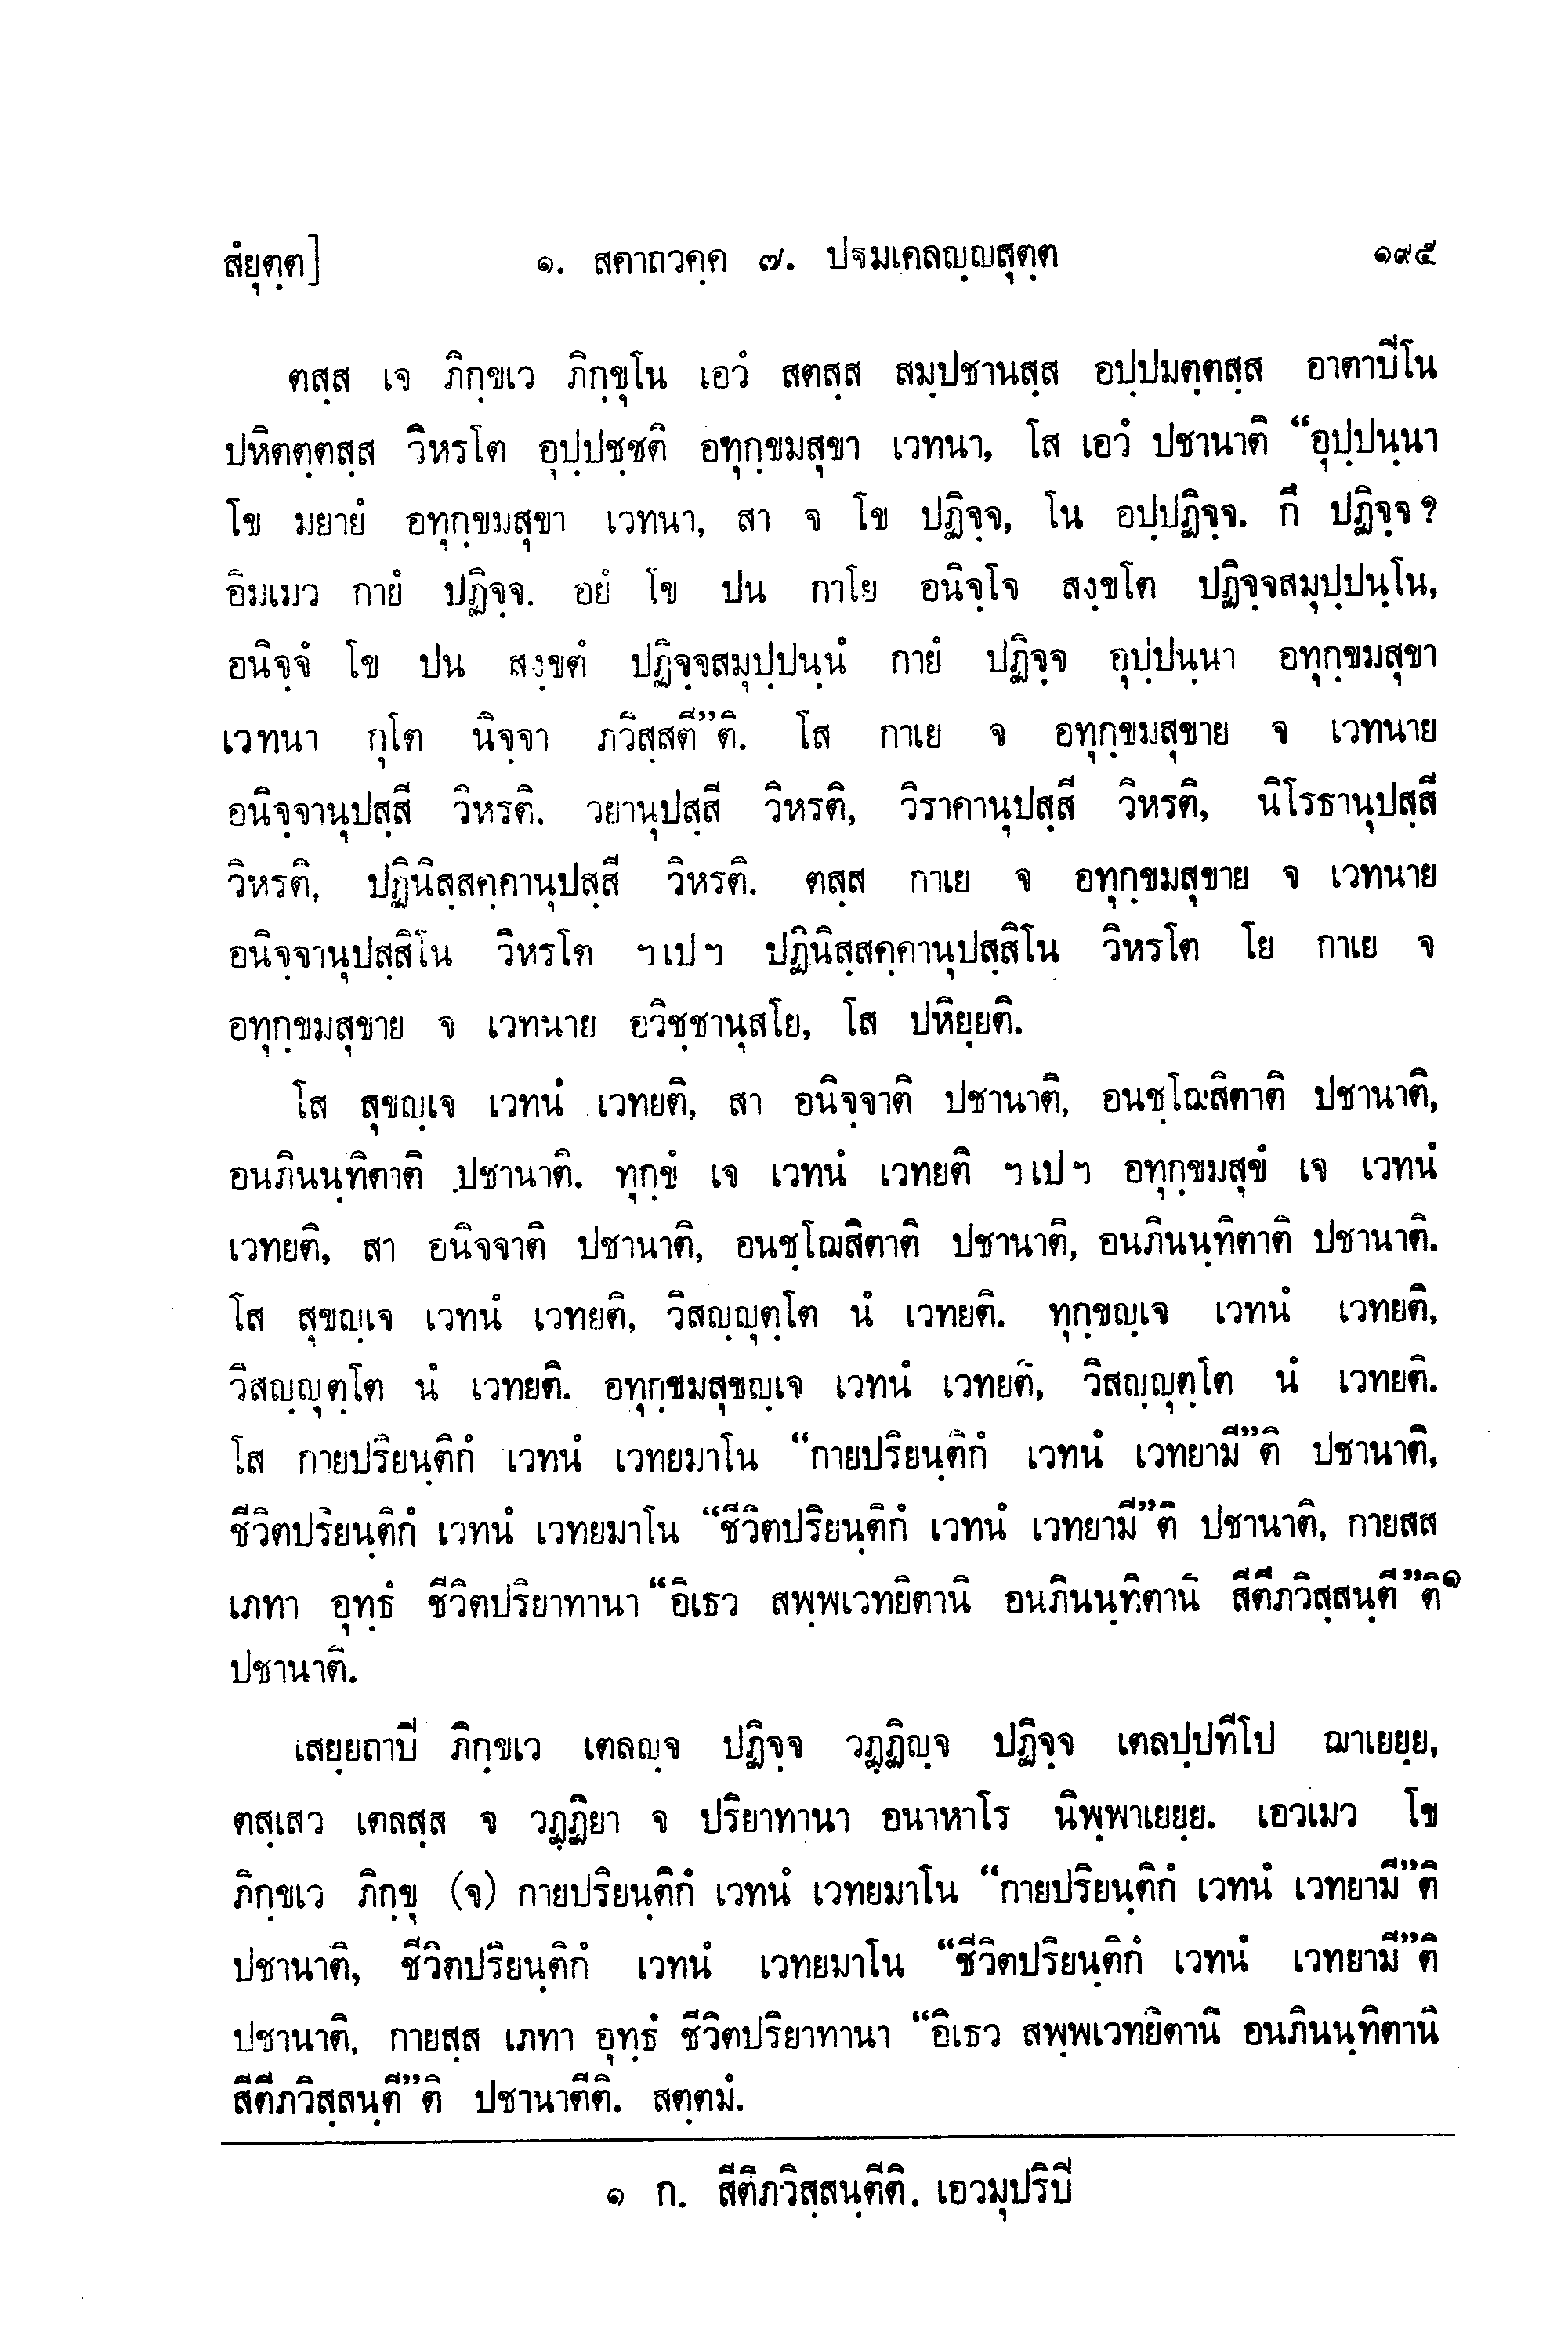 สํยุตฺต] ๑. สคาถวคฺค ๗. ปฐมเคลญฺญสุตฺต ๑๙๕
ตสฺส เจ ภิกฺขเว ภิกฺขุโน เอวํ สตสฺส สมฺปชานสฺส อปฺปมตฺตสฺส อาตาปิโน
ปหิตตฺตสฺส วิหรโต อุปฺปชฺชติ อทุกฺขมสุขา เวทนา, โส เอวํ ปชานาติ “อุปฺปนฺนา
โข มยายํ อทุกฺขมสุขา เวทนา, สา จ โข ปฏิจฺจ, โน อปฺปฏิจฺจ. กึ ปฏิจฺจ?
อิมเมว กายํ ปฏิจฺจ. อยํ โข ปน กาโย อนิจฺโจ สงฺขโต ปฏิจฺจสมุปฺปนฺโน,
อนิจฺจํ โข ปน สงฺขตํ ปฏิจฺจสมุปฺปนฺนํ กายํ ปฏิจฺจ อุปฺปนฺนา อทุกฺขมสุขา
เวทนา กุโต นิจฺจา ภวิสฺสตี”ติ. โส กาเย จ อทุกฺขมสุขาย จ เวทนาย
อนิจฺจานุปสฺสี วิหรติ. วยานุปสฺสี วิหรติ, วิราคานุปสฺสี วิหรติ, นิโรธานุปสฺสี
วิหรติ, ปฏินิสฺสคฺคานุปสฺสี วิหรติ. ตสฺส กาเย จ อทุกฺขมสุขาย จ เวทนาย
อนิจฺจานุปสฺสิโน วิหรโต ฯเปฯ ปฏินิสฺสคฺคานุปสฺสิโน วิหรโต โย กาเย จ
อทุกฺขมสุขาย จ เวทนาย อวิชฺชานุสโย, โส ปหิยฺยติ.
โส สุขญฺเจ เวทนํ เวทยติ, สา อนิจฺจาติ ปชานาติ, อนชฺโฌสิตาติ ปชานาติ,
อนภินนฺทิตาติ ปชานาติ. ทุกฺขํ เจ เวทนํ เวทยติ ฯเปฯ อทุกฺขมสุขํ เจ เวทนํ
เวทยติ, สา อนิจจาติ ปชานาติ, อนชฺโฌสิตาติ ปชานาติ, อนภินนฺทิตาติ ปชานาติ.
โส สุขญฺเจ เวทนํ เวทยติ, วิสญฺญุตฺโต นํ เวทยติ. ทุกฺขญฺเจ เวทนํ เวทยติ,
วิสญฺญุตฺโต นํ เวทยติ. อทุกฺขมสุขญฺเจ เวทนํ เวทยติ, วิสญฺญุตฺโต นํ เวทยติ.
โส กายปริยนฺติกํ เวทนํ เวทยมาโน “กายปริยนฺติกํ เวทนํ เวทยามี”ติ ปชานาติ,
ชีวิตปริยนฺติกํ เวทนํ เวทยมาโน “ชีวิตปริยนฺติกํ เวทนํ เวทยามี”ติ ปชานาติ, กายสส
เภทา อุทฺธํ ชีวิตปริยาทานา “อิเธว สพฺพเวทยิตานิ อนภินนฺทิตานิ สีตีภวิสฺสนฺตี”ติ๑
ปชานาติ.
เสยฺยถาปิ ภิกฺขเว เตลญฺจ ปฏิจฺจ วฏฺฏิญฺจ ปฏิจฺจ เตลปฺปทีโป ฌาเยยฺย,
ตสฺเสว เตลสฺส จ วฏฺฏิยา จ ปริยาทานา อนาหาโร นิพฺพาเยยฺย. เอวเมว โข
ภิกฺขเว ภิกฺขุ (จ) กายปริยนฺติกํ เวทนํ เวทยมาโน “กายปริยนฺติกํ เวทนํ เวทยามี”ติ
ปชานาติ, ชีวิตปริยนฺติกํ เวทนํ เวทยมาโน “ชีวิตปริยนฺติกํ เวทนํ เวทยามี”ติ
ปชานาติ, กายสฺส เภทา อุทฺธํ ชีวิตปริยาทานา “อิเธว สพฺพเวทยิตานิ อนภินนฺทิตานิ
สีตีภวิสฺสนฺตี”ติ ปชานาตีติ. สตฺตมํ.
๑ ก. สีตีภวิสฺสนฺตีติ. เอวมุปริปิ